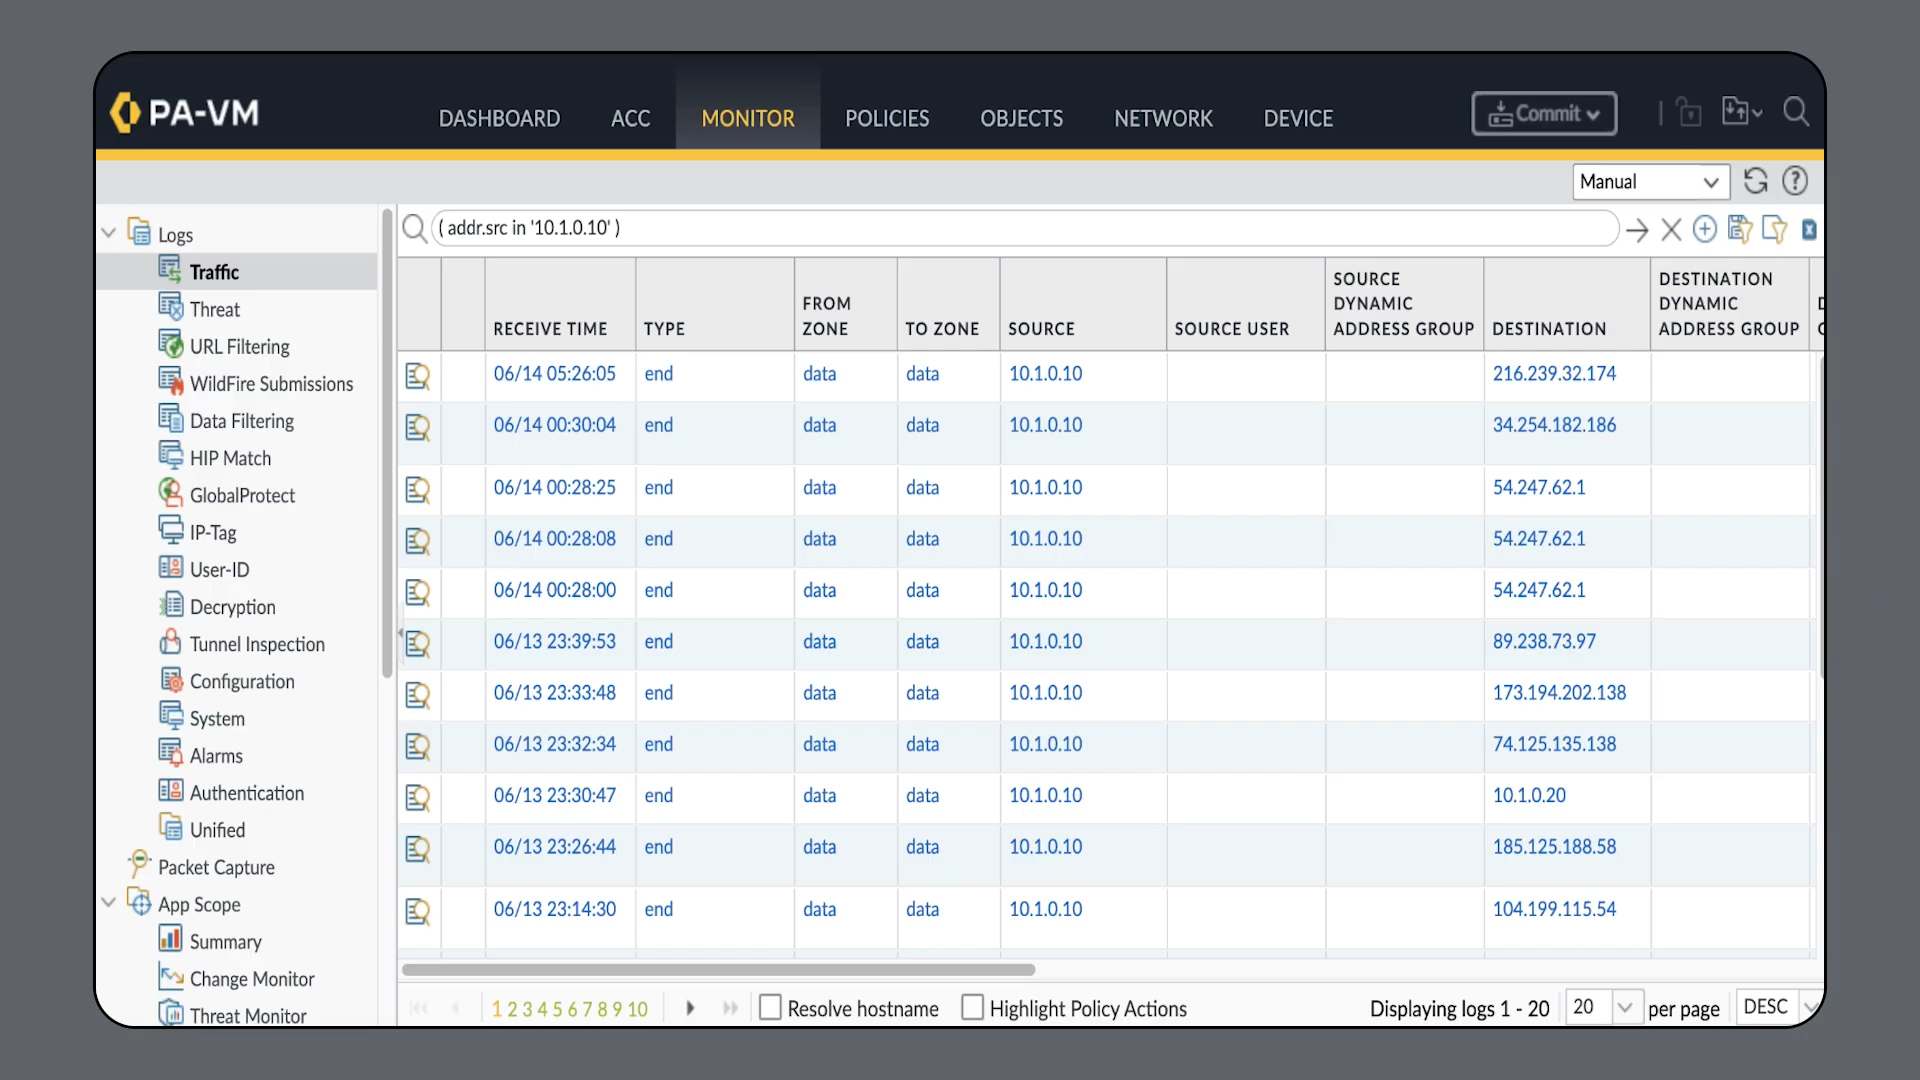 PA-VM
DASHBOARD ACC MONITOR POLICIES OBJECTS NETWORK DEVICE Commit
Manual
( addr.src in '10.1.0.10' )
Logs
Traffic
Threat
URL Filtering
WildFire Submissions
Data Filtering
HIP Match
GlobalProtect
IP-Tag
User-ID
Decryption
Tunnel Inspection
Configuration
System
Alarms
Authentication
Unified
Packet Capture
App Scope
Summary
Change Monitor
Threat Monitor
RECEIVE TIME TYPE FROM ZONE TO ZONE SOURCE SOURCE USER SOURCE DYNAMIC ADDRESS GROUP DESTINATION DESTINATION DYNAMIC ADDRESS GROUP
06/14 05:26:05 end data data 10.1.0.10 216.239.32.174
06/14 00:30:04 end data data 10.1.0.10 34.254.182.186
06/14 00:28:25 end data data 10.1.0.10 54.247.62.1
06/14 00:28:08 end data data 10.1.0.10 54.247.62.1
06/14 00:28:00 end data data 10.1.0.10 54.247.62.1
06/13 23:39:53 end data data 10.1.0.10 89.238.73.97
06/13 23:33:48 end data data 10.1.0.10 173.194.202.138
06/13 23:32:34 end data data 10.1.0.10 74.125.135.138
06/13 23:30:47 end data data 10.1.0.10 10.1.0.20
06/13 23:26:44 end data data 10.1.0.10 185.125.188.58
06/13 23:14:30 end data data 10.1.0.10 104.199.115.54
1 2 3 4 5 6 7 8 9 10 Resolve hostname Highlight Policy Actions Displaying logs 1 - 20 20 per page DESC